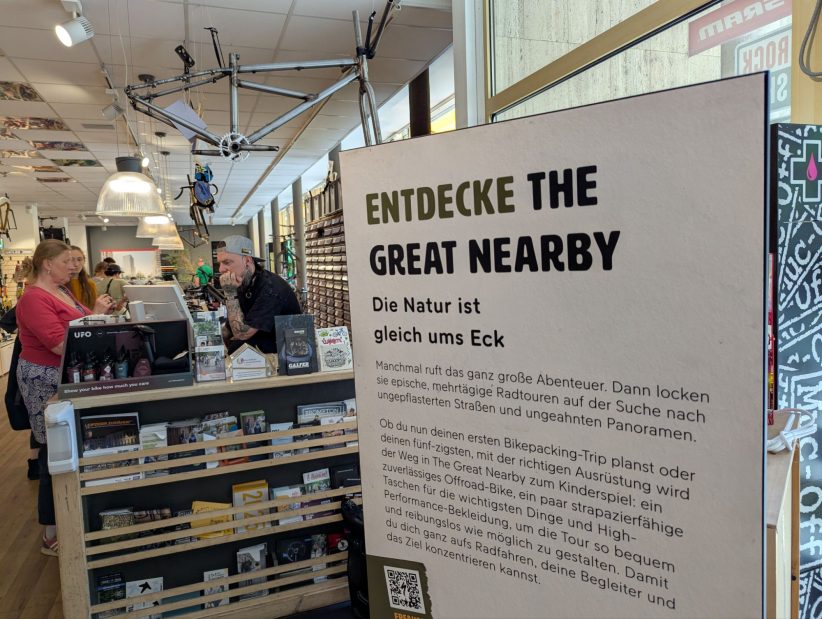 SRAM
ROCK
ENTDECKE THE
GREAT NEARBY
Die Natur ist
gleich ums Eck
Manchmal ruft das ganz große Abenteuer. Dann locken
sie epische, mehrtägige Radtouren auf der Suche nach
ungepflasterten Straßen und ungeahnten Panoramen.
Ob du nun deinen ersten Bikepacking-Trip planst oder
deinen fünf-zigsten, mit der richtigen Ausrüstung wird
der Weg in The Great Nearby zum Kinderspiel: ein
zuverlässiges Offroad-Bike, ein paar strapazierfähige
Taschen für die wichtigsten Dinge und High-
Performance-Bekleidung, um die Tour so bequem
und reibungslos wie möglich zu gestalten. Damit
du dich ganz aufs Radfahren, deine Begleiter und
das Ziel konzentrieren kannst.
UFO
Show your bike how much you care
GALFER
Muc-Off